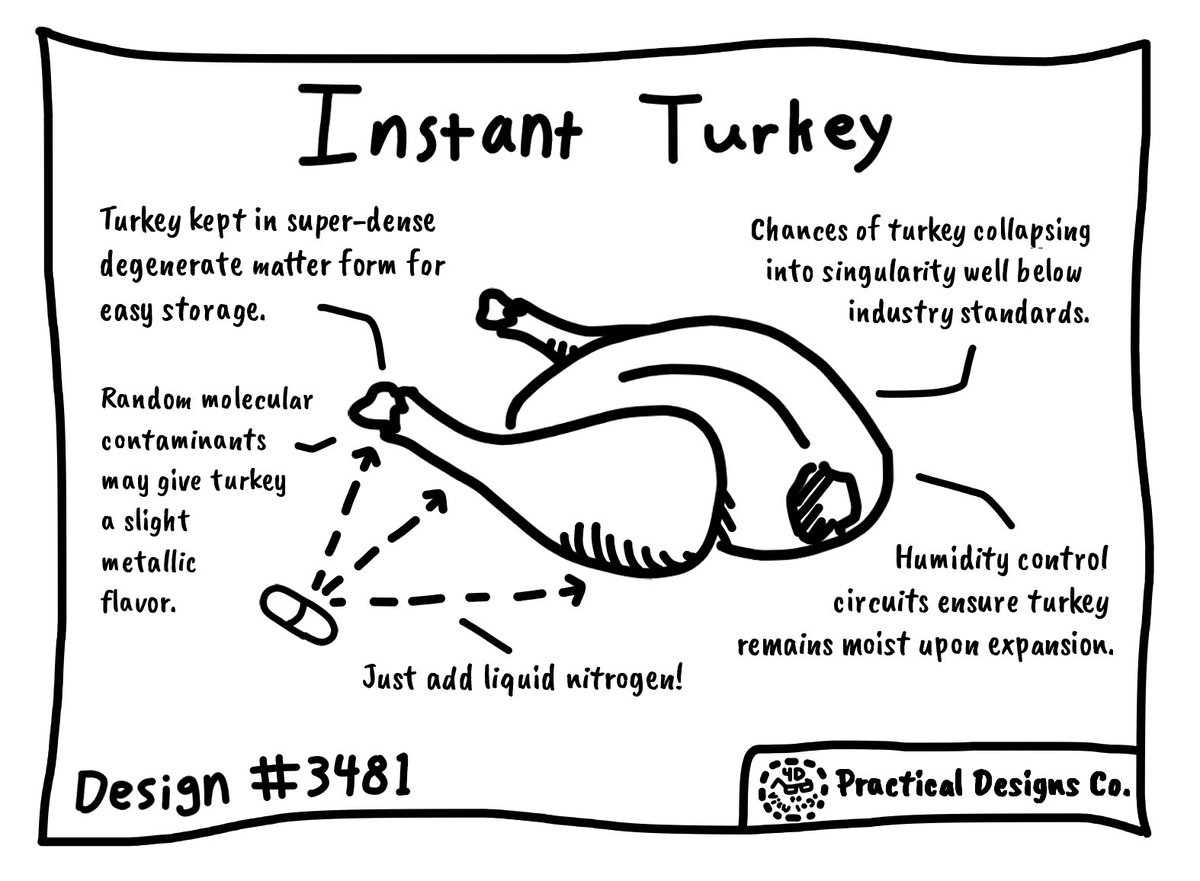 Instant Turkey
Turkey kept in super-dense
degenerate matter form for
easy storage.
Chances of turkey collapsing
into singularity well below
industry standards.
Random molecular
contaminants
may give turkey
a slight
metallic
flavor.
Humidity control
circuits ensure turkey
remains moist upon expansion.
Just add liquid nitrogen!
Design #3481
4D
Practical Designs Co.